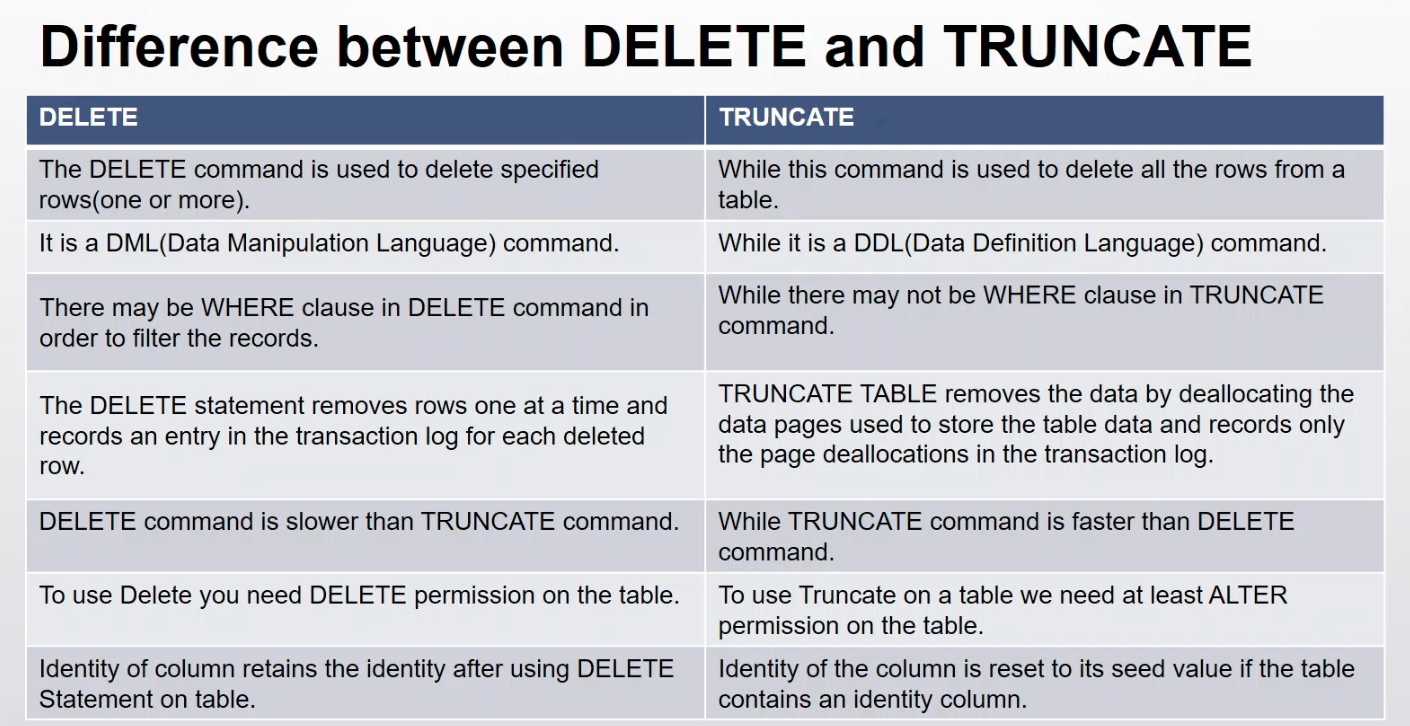 Difference between DELETE and TRUNCATE
DELETE
TRUNCATE
The DELETE command is used to delete specified
rows(one or more).
While this command is used to delete all the rows from a
table.
It is a DML(Data Manipulation Language) command.
While it is a DDL(Data Definition Language) command.
There may be WHERE clause in DELETE command in
order to filter the records.
While there may not be WHERE clause in TRUNCATE
command.
The DELETE statement removes rows one at a time and
records an entry in the transaction log for each deleted
row.
TRUNCATE TABLE removes the data by deallocating the
data pages used to store the table data and records only
the page deallocations in the transaction log.
DELETE command is slower than TRUNCATE command.
While TRUNCATE command is faster than DELETE
command.
To use Delete you need DELETE permission on the table.
To use Truncate on a table we need at least ALTER
permission on the table.
Identity of column retains the identity after using DELETE
Statement on table.
Identity of the column is reset to its seed value if the table
contains an identity column.